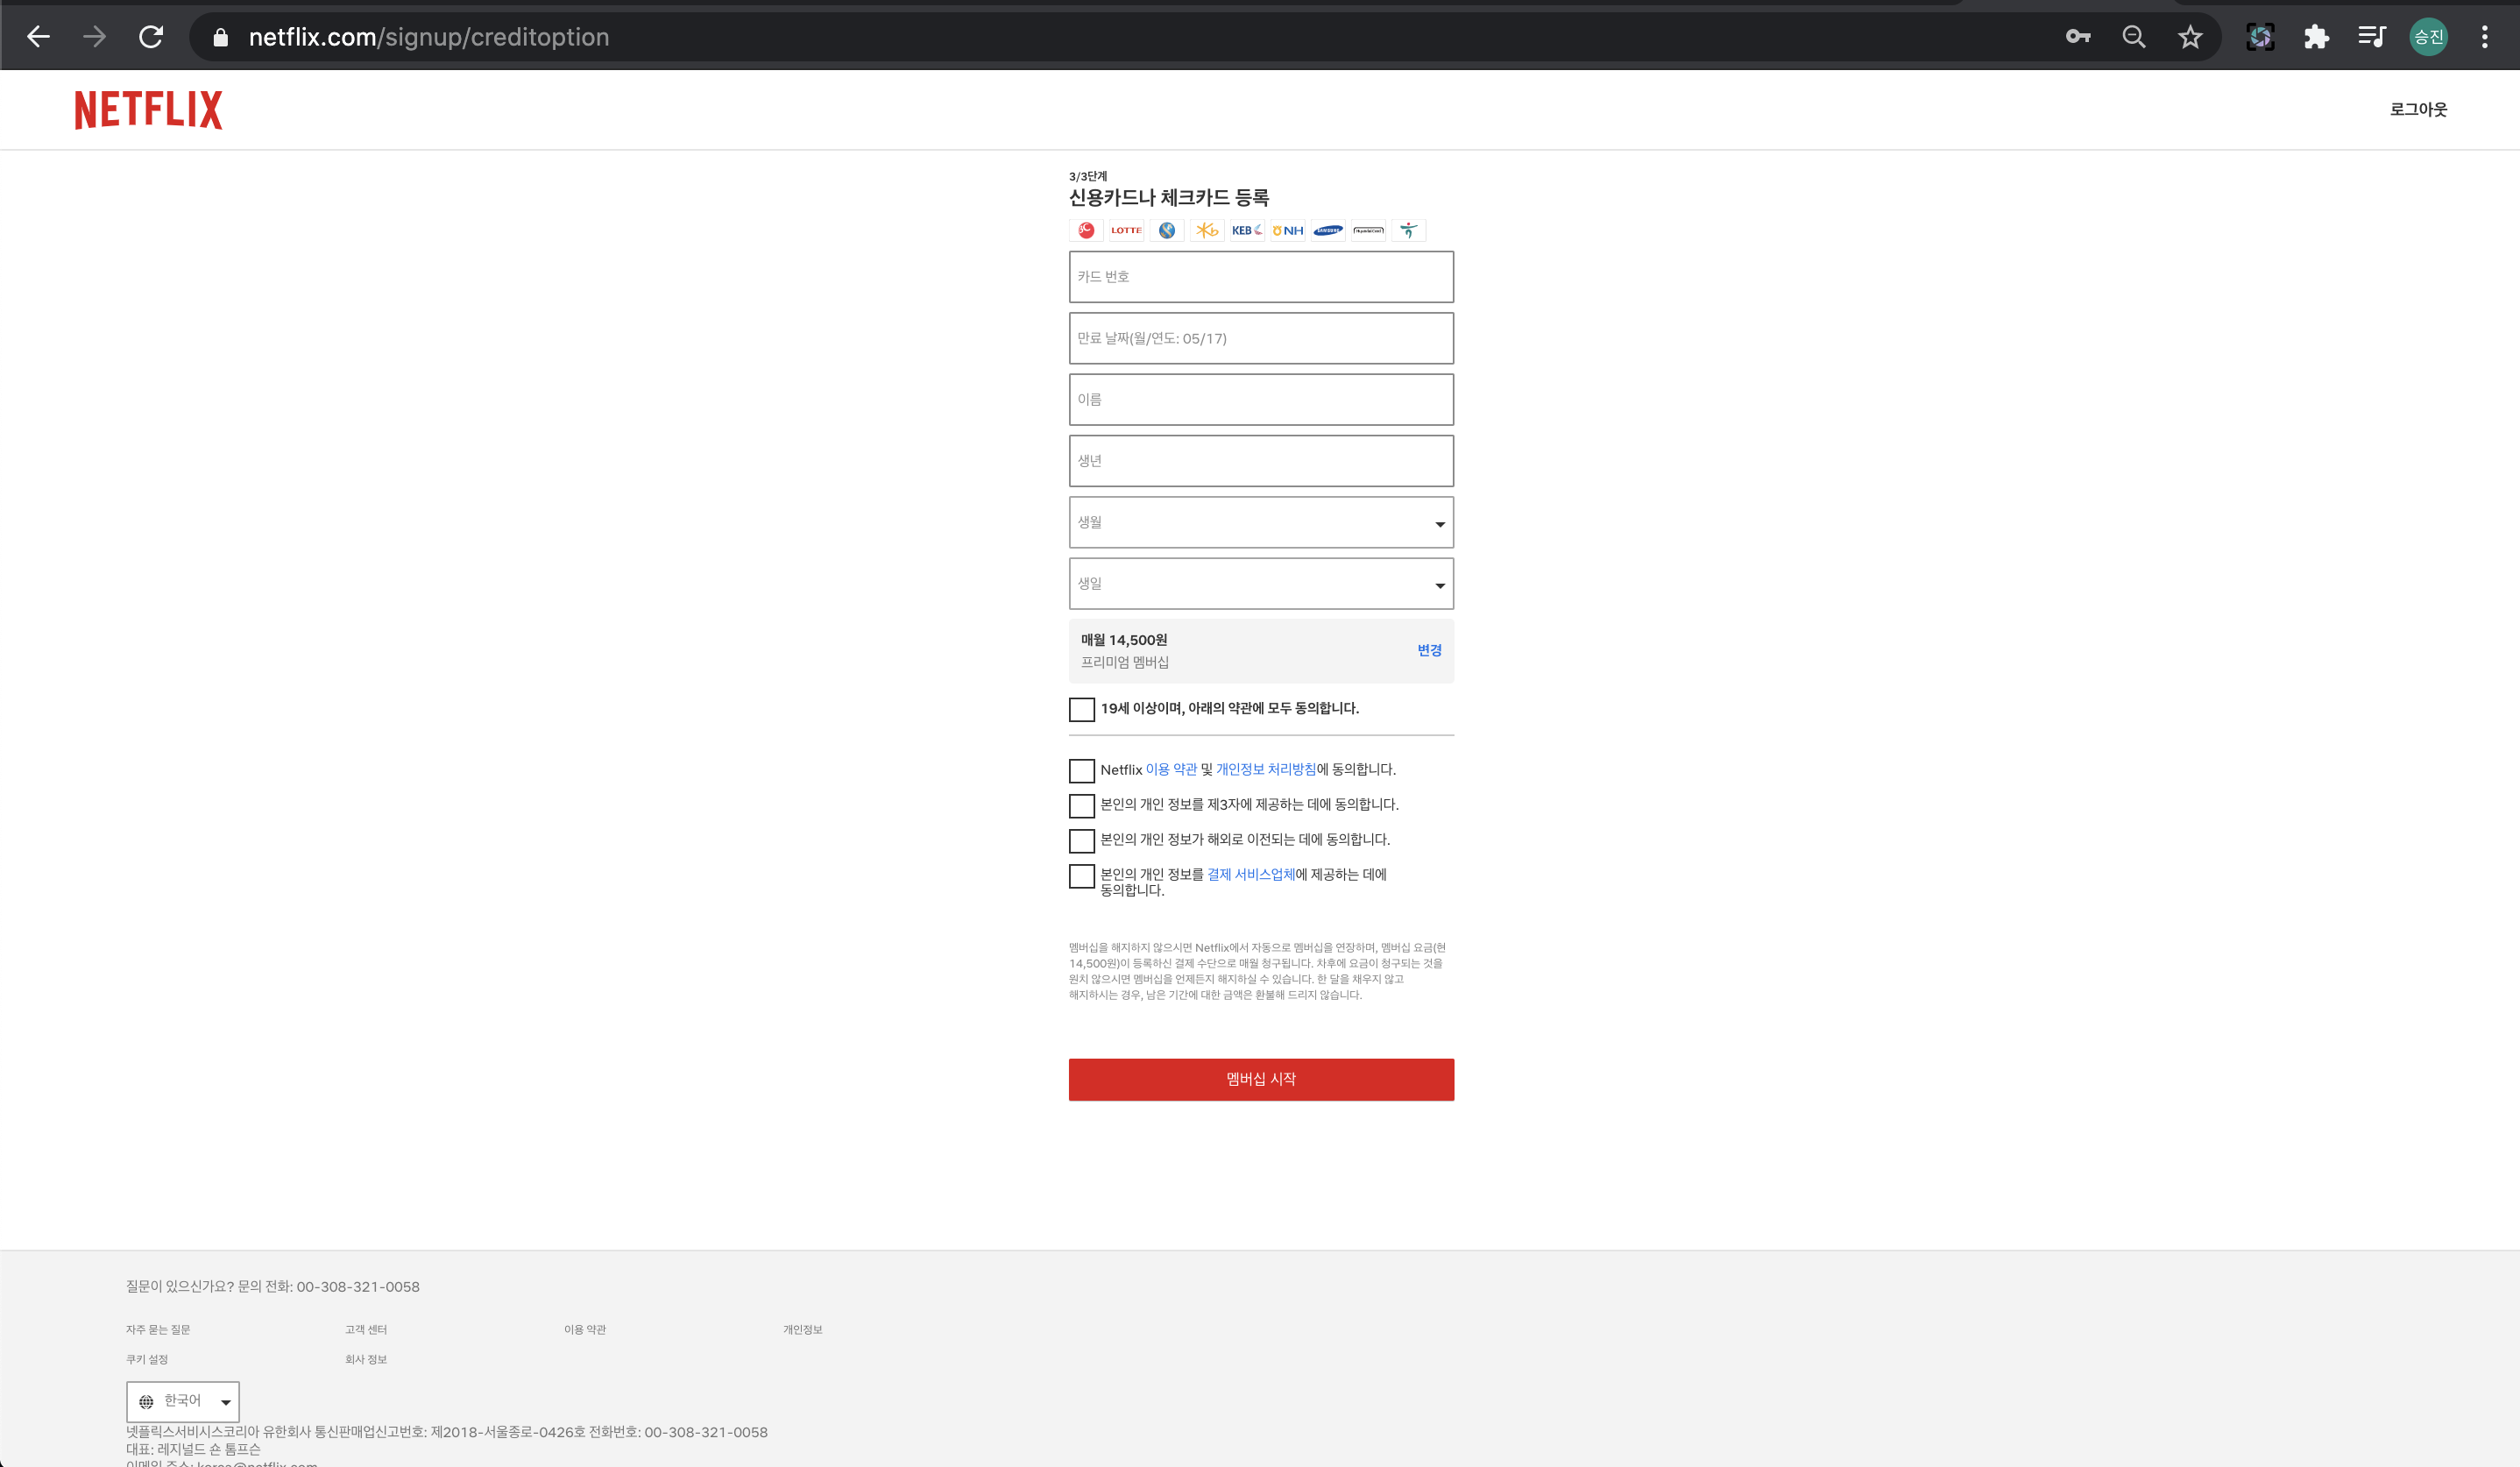 netflix.com/signup/creditoption
승진
NETFLIX
로그아웃
3/3단계
신용카드나 체크카드 등록
LOTTE KEB NH SAMSUNG HyundaiCard
카드 번호
만료 날짜(월/연도: 05/17)
이름
생년
생월
생일
매월 14,500원
프리미엄 멤버십
변경
19세 이상이며, 아래의 약관에 모두 동의합니다.
Netflix 이용 약관 및 개인정보 처리방침에 동의합니다.
본인의 개인 정보를 제3자에 제공하는 데에 동의합니다.
본인의 개인 정보가 해외로 이전되는 데에 동의합니다.
본인의 개인 정보를 결제 서비스업체에 제공하는 데에
동의합니다.
멤버십을 해지하지 않으시면 Netflix에서 자동으로 멤버십을 연장하며, 멤버십 요금(현
14,500원)이 등록하신 결제 수단으로 매월 청구됩니다. 차후에 요금이 청구되는 것을
원치 않으시면 멤버십을 언제든지 해지하실 수 있습니다. 한 달을 채우지 않고
해지하시는 경우, 남은 기간에 대한 금액은 환불해 드리지 않습니다.
멤버십 시작
질문이 있으신가요? 문의 전화: 00-308-321-0058
자주 묻는 질문 고객 센터 이용 약관 개인정보
쿠키 설정 회사 정보
한국어
넷플릭스서비시스코리아 유한회사 통신판매업신고번호: 제2018-서울종로-0426호 전화번호: 00-308-321-0058
대표: 레지널드 숀 톰프슨
이메일 주소: korea@netflix.com